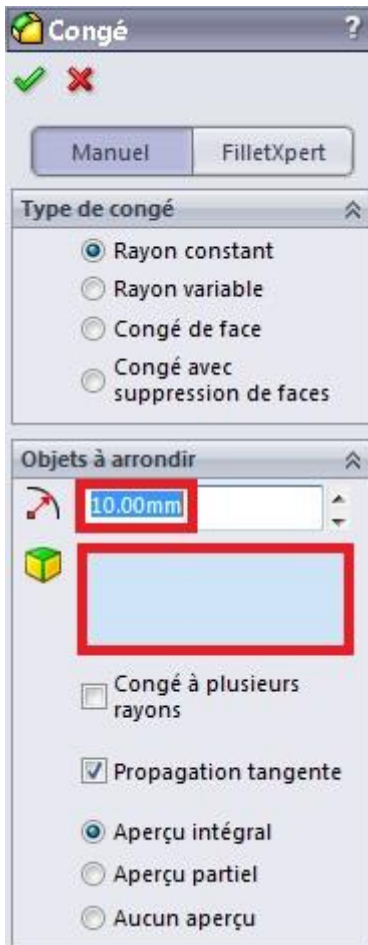 Congé ?
Manuel FilletXpert
Type de congé
Rayon constant
Rayon variable
Congé de face
Congé avec
suppression de faces
Objets à arrondir
10.00mm
Congé à plusieurs
rayons
Propagation tangente
Aperçu intégral
Aperçu partiel
Aucun aperçu